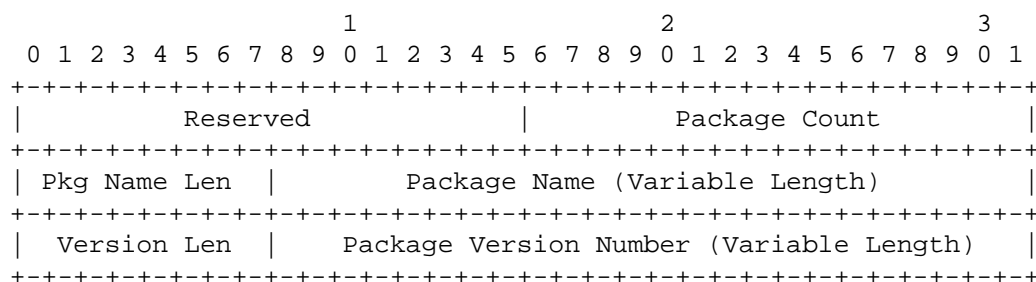 1                   2                   3
 0 1 2 3 4 5 6 7 8 9 0 1 2 3 4 5 6 7 8 9 0 1 2 3 4 5 6 7 8 9 0 1
+-+-+-+-+-+-+-+-+-+-+-+-+-+-+-+-+-+-+-+-+-+-+-+-+-+-+-+-+-+-+-+-+
|           Reserved            |         Package Count         |
+-+-+-+-+-+-+-+-+-+-+-+-+-+-+-+-+-+-+-+-+-+-+-+-+-+-+-+-+-+-+-+-+
| Pkg Name Len  |        Package Name (Variable Length)         |
+-+-+-+-+-+-+-+-+-+-+-+-+-+-+-+-+-+-+-+-+-+-+-+-+-+-+-+-+-+-+-+-+
|  Version Len  |    Package Version Number (Variable Length)   |
+-+-+-+-+-+-+-+-+-+-+-+-+-+-+-+-+-+-+-+-+-+-+-+-+-+-+-+-+-+-+-+-+